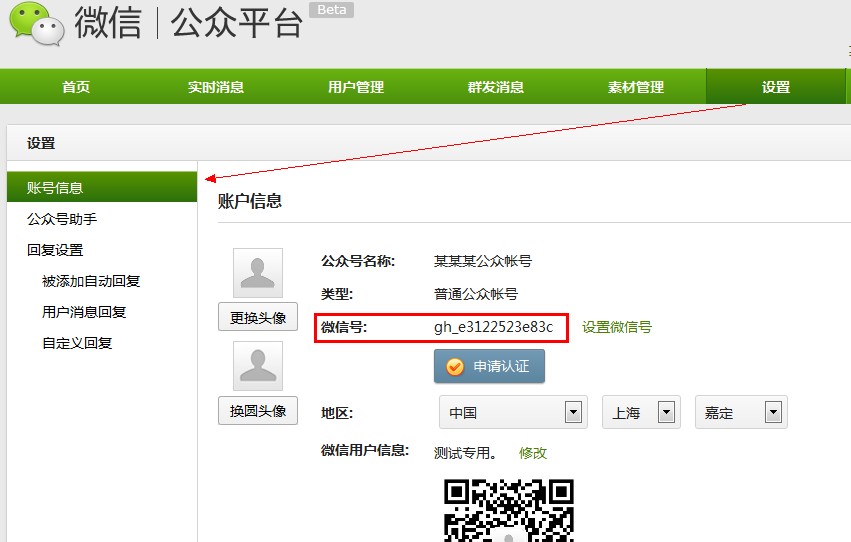 微信 | 公众平台 Beta
首页 实时消息 用户管理 群发消息 素材管理 设置
设置
账号信息
公众号助手
回复设置
被添加自动回复
用户消息回复
自定义回复
账户信息
更换头像
换圆头像
公众号名称: 某某某公众帐号
类型: 普通公众帐号
微信号: gh_e3122523e83c 设置微信号
申请认证
地区: 中国 上海 嘉定
微信用户信息: 测试专用。 修改